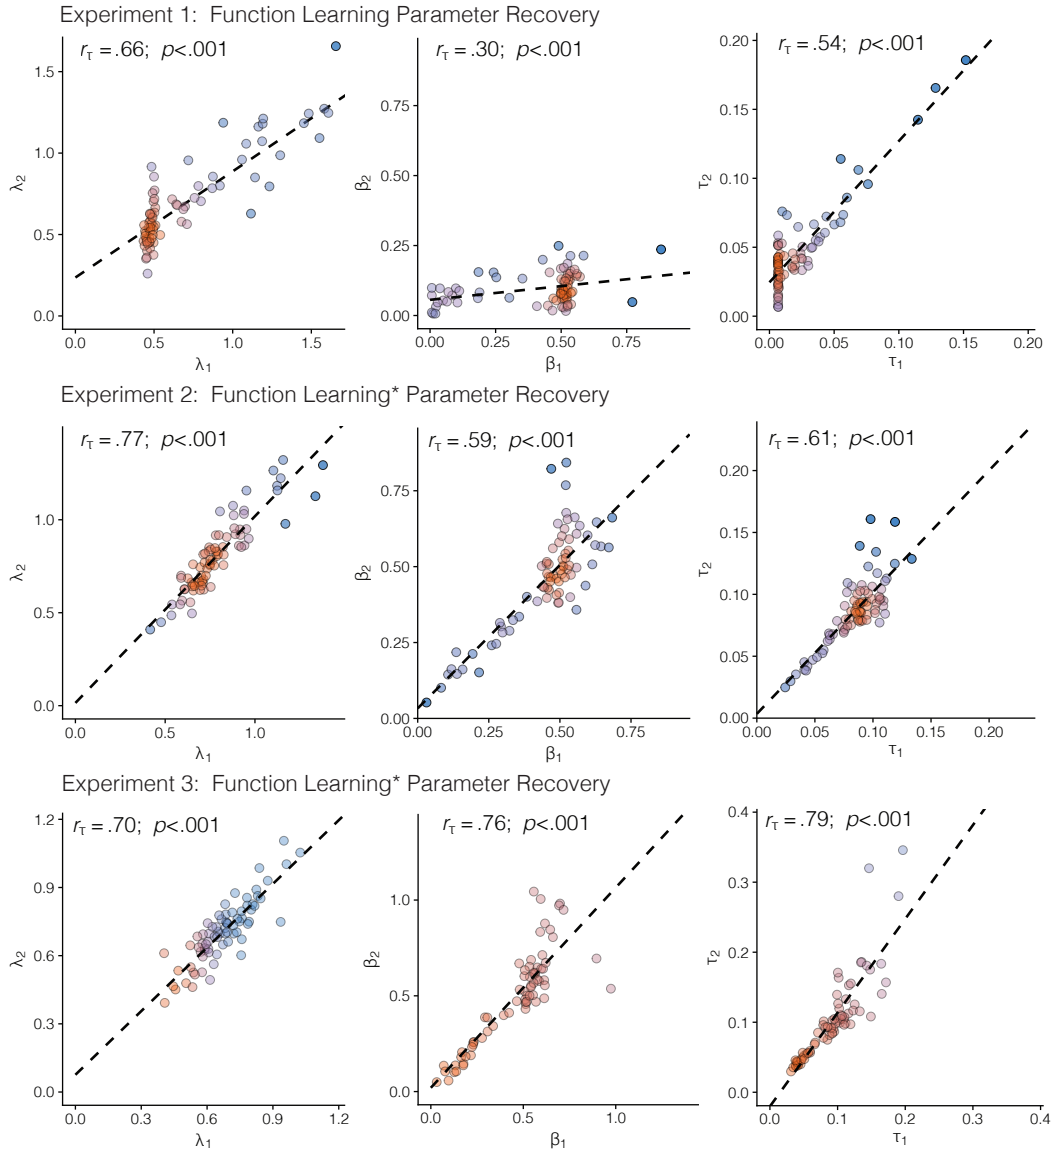 Experiment 1: Function Learning Parameter Recovery
rτ = .66; p<.001
rτ = .30; p<.001
rτ = .54; p<.001
λ2
1.5
1.0
0.5
0.0
0.0 0.5 1.0 1.5
λ1
β2
0.75
0.50
0.25
0.00
0.00 0.25 0.50 0.75
β1
τ2
0.20
0.15
0.10
0.05
0.00
0.00 0.05 0.10 0.15 0.20
τ1
Experiment 2: Function Learning* Parameter Recovery
rτ = .77; p<.001
rτ = .59; p<.001
rτ = .61; p<.001
λ2
1.0
0.5
0.0
0.0 0.5 1.0
λ1
β2
0.75
0.50
0.25
0.00
0.00 0.25 0.50 0.75
β1
τ2
0.20
0.15
0.10
0.05
0.00
0.00 0.05 0.10 0.15 0.20
τ1
Experiment 3: Function Learning* Parameter Recovery
rτ = .70; p<.001
rτ = .76; p<.001
rτ = .79; p<.001
λ2
1.2
0.9
0.6
0.3
0.0
0.0 0.3 0.6 0.9 1.2
λ1
β2
1.0
0.5
0.0
0.0 0.5 1.0
β1
τ2
0.4
0.3
0.2
0.1
0.0
0.0 0.1 0.2 0.3 0.4
τ1